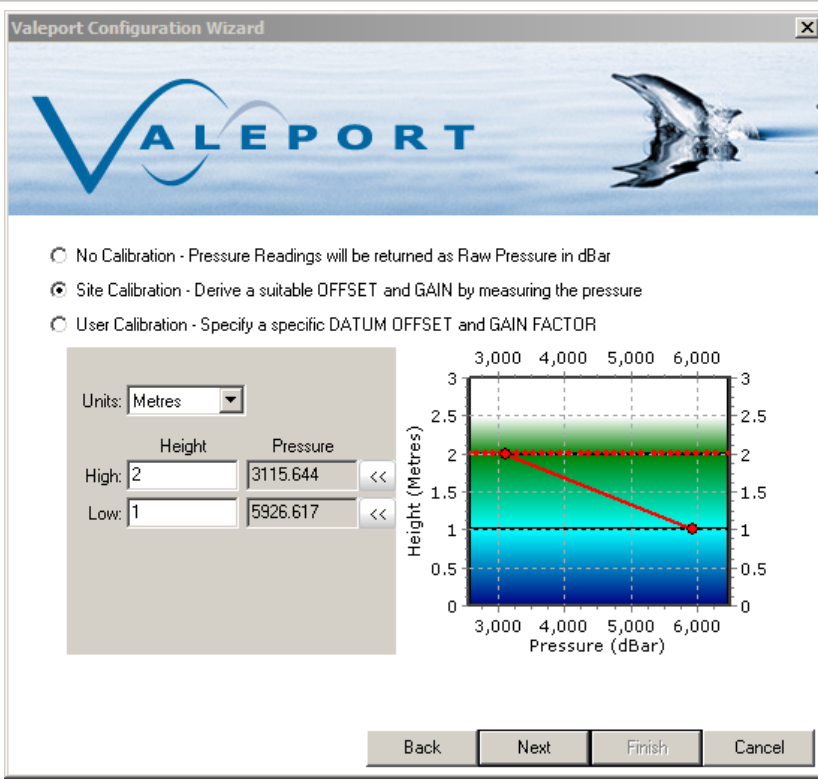 Valeport Configuration Wizard
VALEPORT
No Calibration - Pressure Readings will be returned as Raw Pressure in dBar
Site Calibration - Derive a suitable OFFSET and GAIN by measuring the pressure
User Calibration - Specify a specific DATUM OFFSET and GAIN FACTOR
Units: Metres
Height Pressure
High: 2 3115.644 <<
Low: 1 5926.617 <<
3,000 4,000 5,000 6,000
3 3
2.5 2.5
2 2
1.5 1.5
1 1
0.5 0.5
0 0
Height (Metres)
3,000 4,000 5,000 6,000
Pressure (dBar)
Back Next Finish Cancel